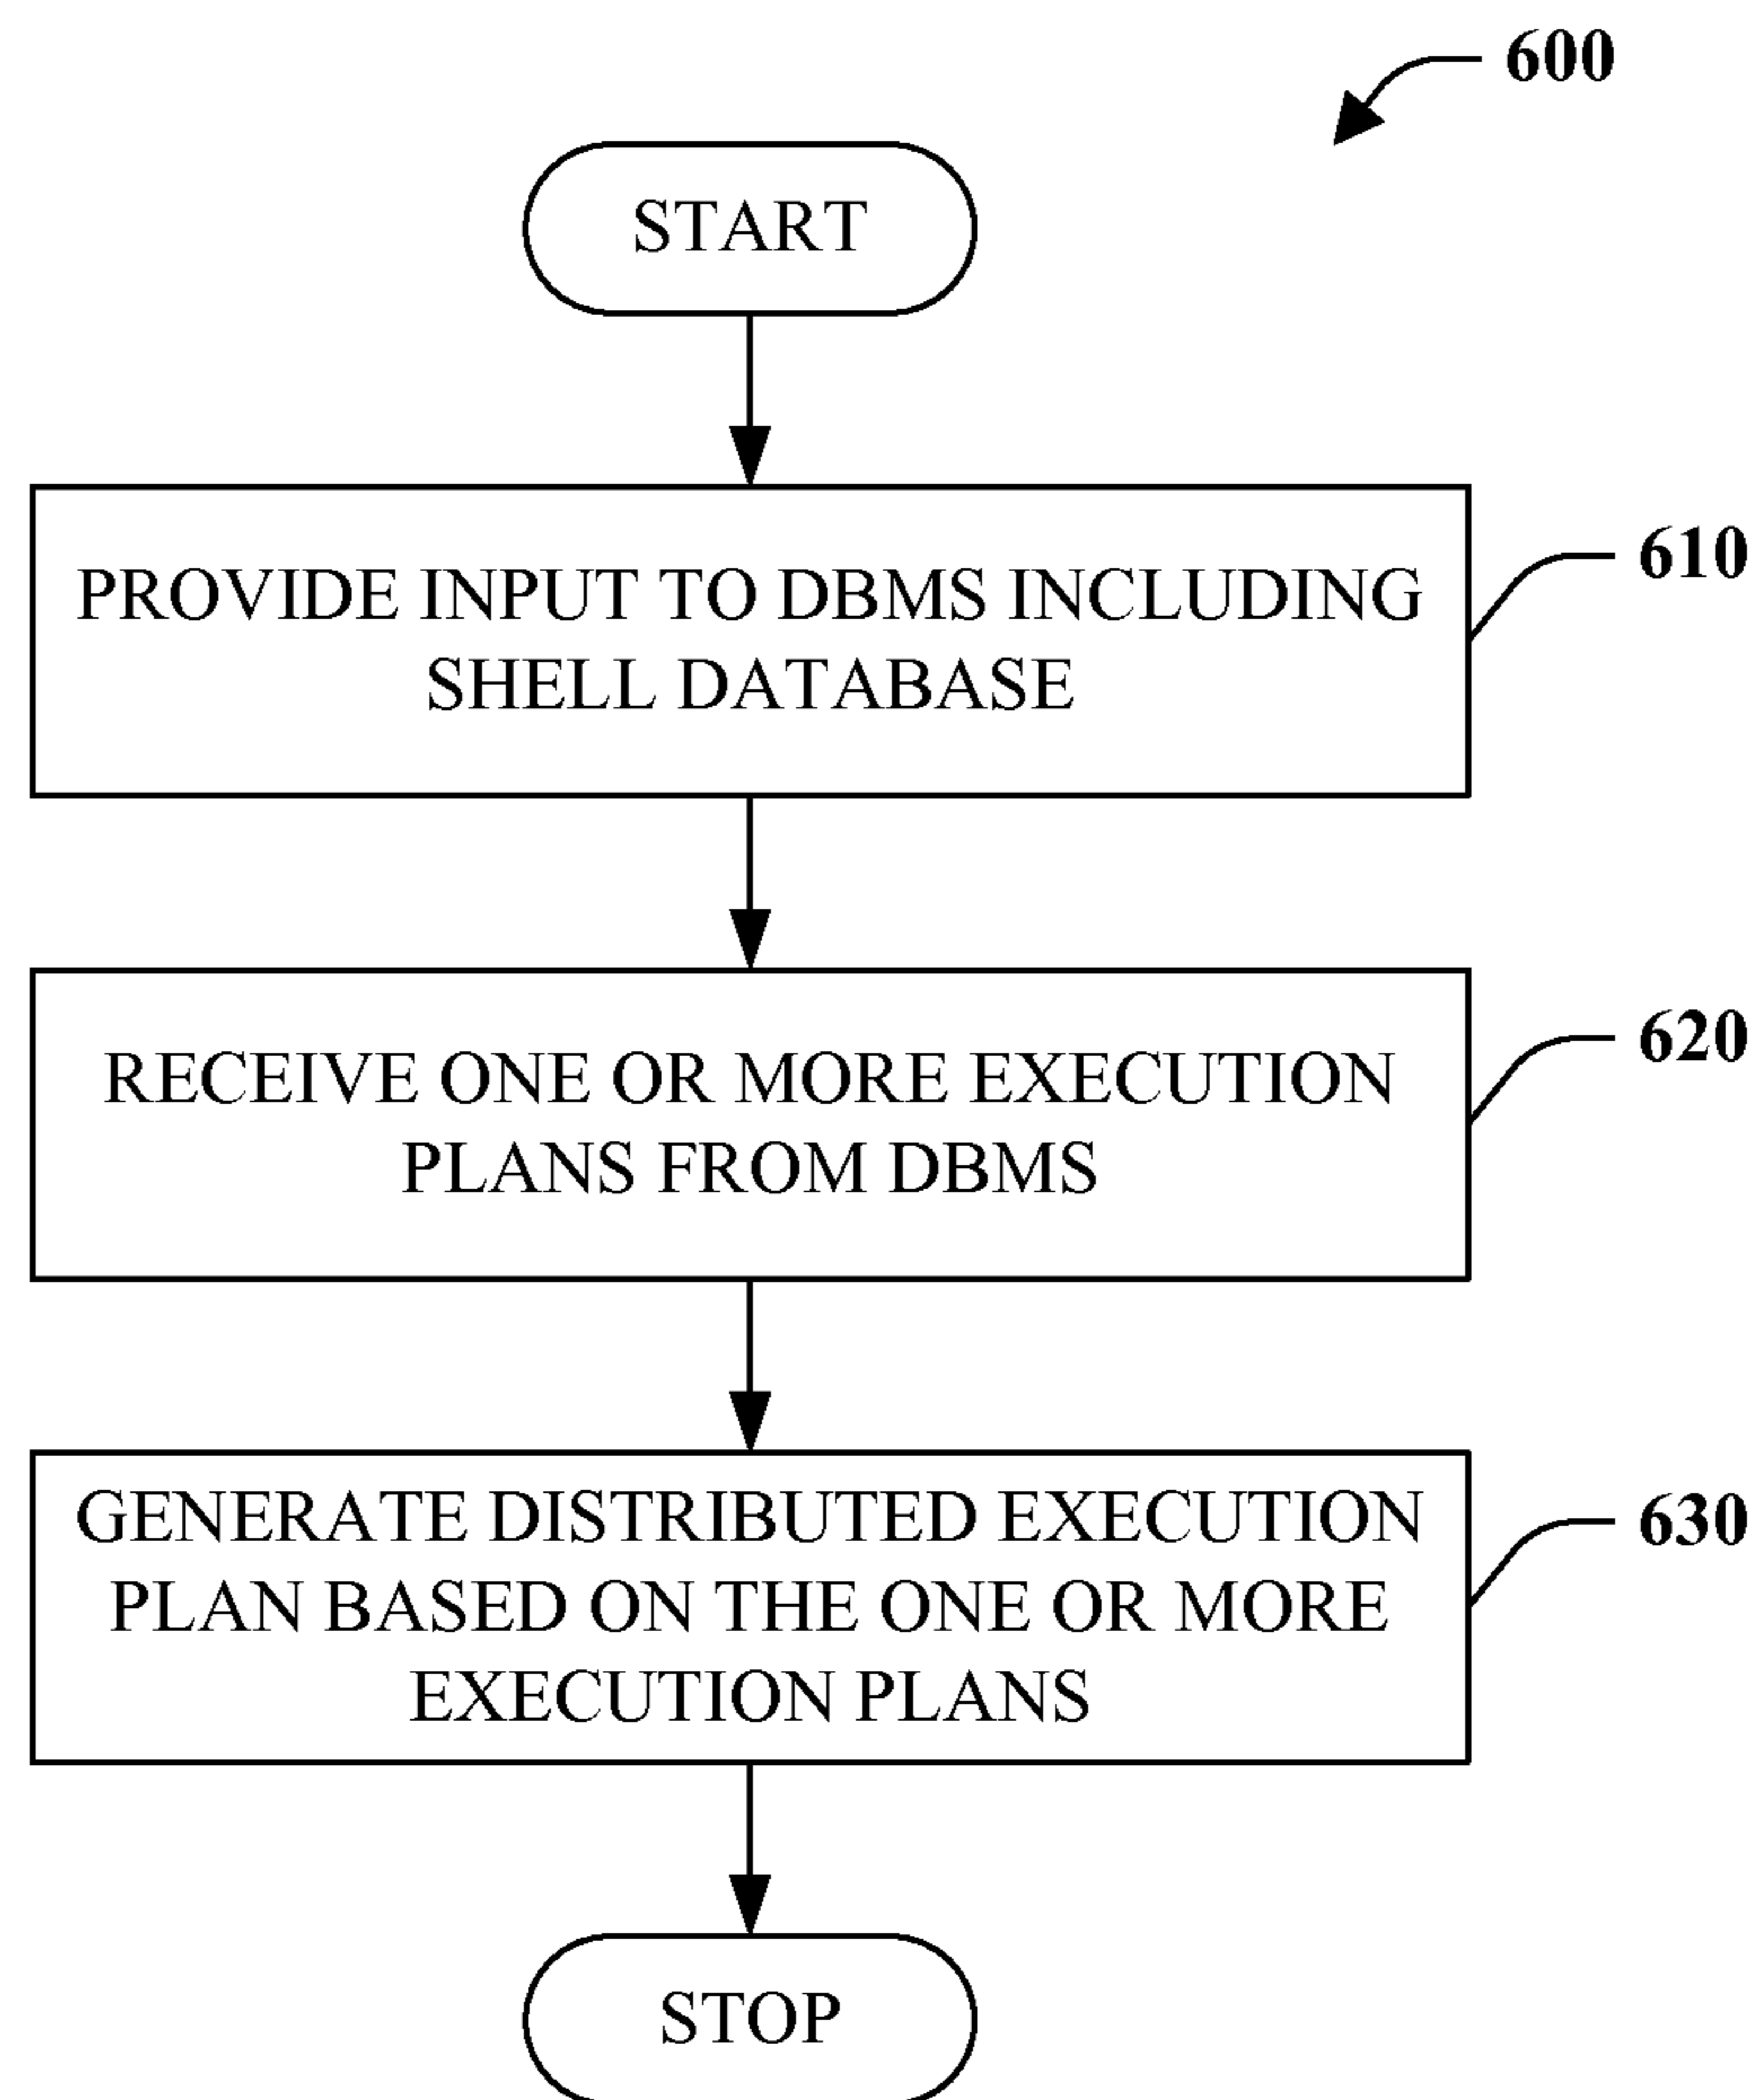 600
START
PROVIDE INPUT TO DBMS INCLUDING
SHELL DATABASE
610
RECEIVE ONE OR MORE EXECUTION
PLANS FROM DBMS
620
GENERATE DISTRIBUTED EXECUTION
PLAN BASED ON THE ONE OR MORE
EXECUTION PLANS
630
STOP